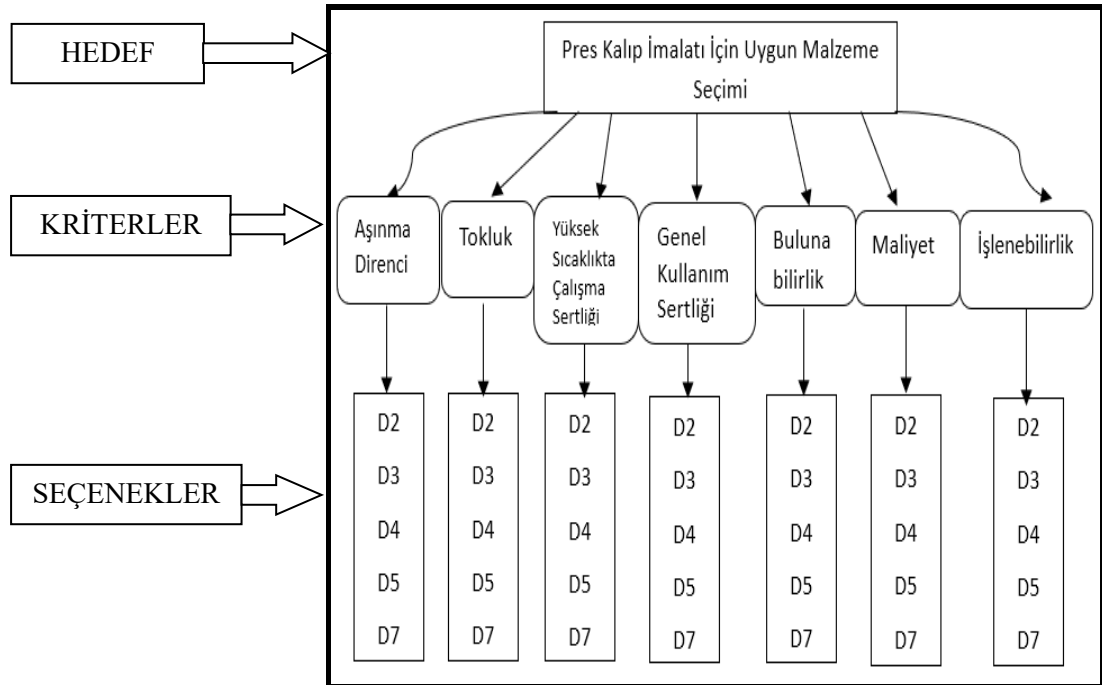 HEDEF
Pres Kalıp İmalatı İçin Uygun Malzeme
Seçimi
KRİTERLER
Aşınma
Direnci
Tokluk
Yüksek
Sıcaklıkta
Çalışma
Sertliği
Genel
Kullanım
Sertliği
Buluna
bilirlik
Maliyet
İşlenebilirlik
SEÇENEKLER
D2
D3
D4
D5
D7
D2
D3
D4
D5
D7
D2
D3
D4
D5
D7
D2
D3
D4
D5
D7
D2
D3
D4
D5
D7
D2
D3
D4
D5
D7
D2
D3
D4
D5
D7